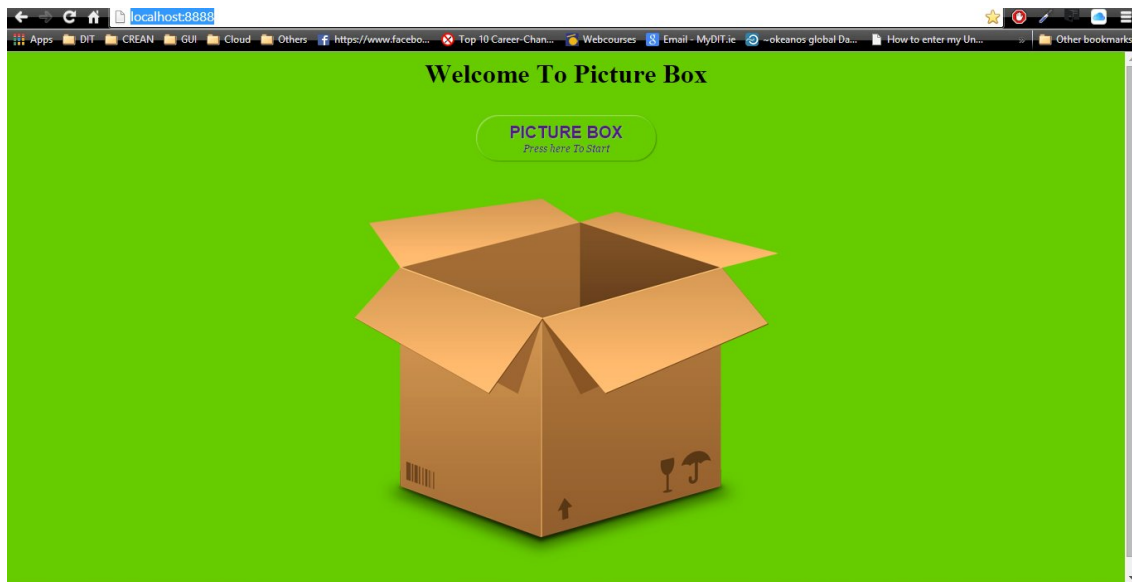 localhost:8888
Apps DIT CREAN GUI Cloud Others https://www.facebo... Top 10 Career-Chan... Webcourses Email - MyDIT.ie ~okeanos global Da... How to enter my Un... » Other bookmarks
Welcome To Picture Box
PICTURE BOX
Press here To Start